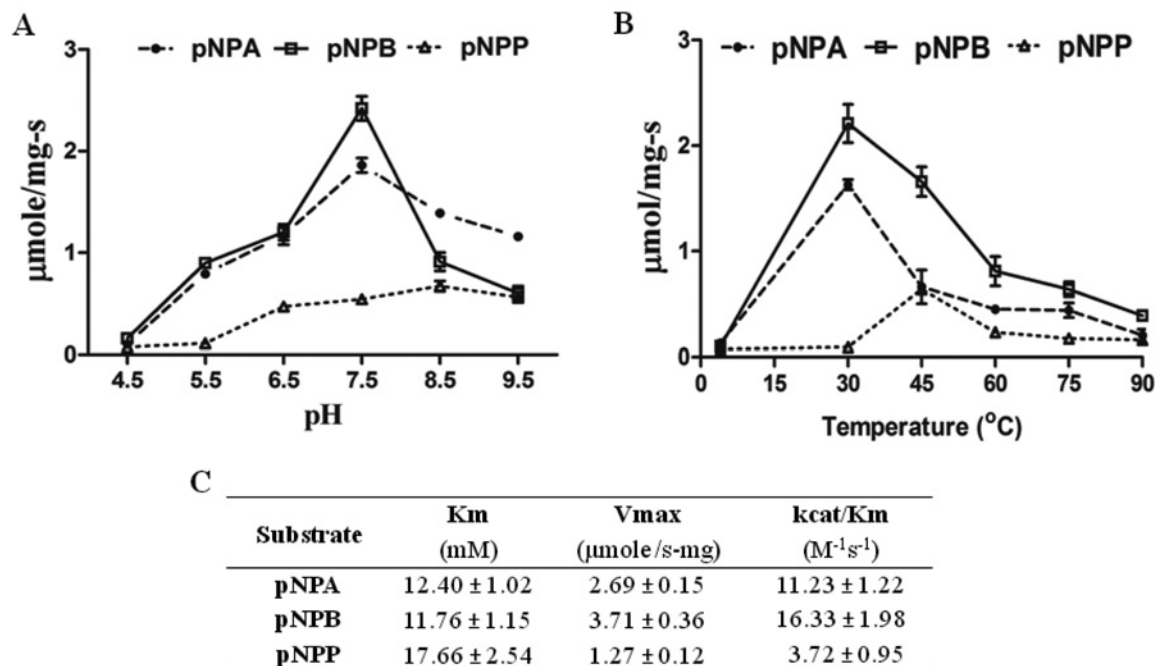 A
pNPA pNPB pNPP
µmole/mg-s
3
2
1
0
4.5 5.5 6.5 7.5 8.5 9.5
pH
B
pNPA pNPB pNPP
µmol/mg-s
3
2
1
0
0 15 30 45 60 75 90
Temperature (°C)
C
Substrate Km Vmax kcat/Km
(mM) (µmole/s-mg) (M⁻¹s⁻¹)
pNPA 12.40 ± 1.02 2.69 ± 0.15 11.23 ± 1.22
pNPB 11.76 ± 1.15 3.71 ± 0.36 16.33 ± 1.98
pNPP 17.66 ± 2.54 1.27 ± 0.12 3.72 ± 0.95